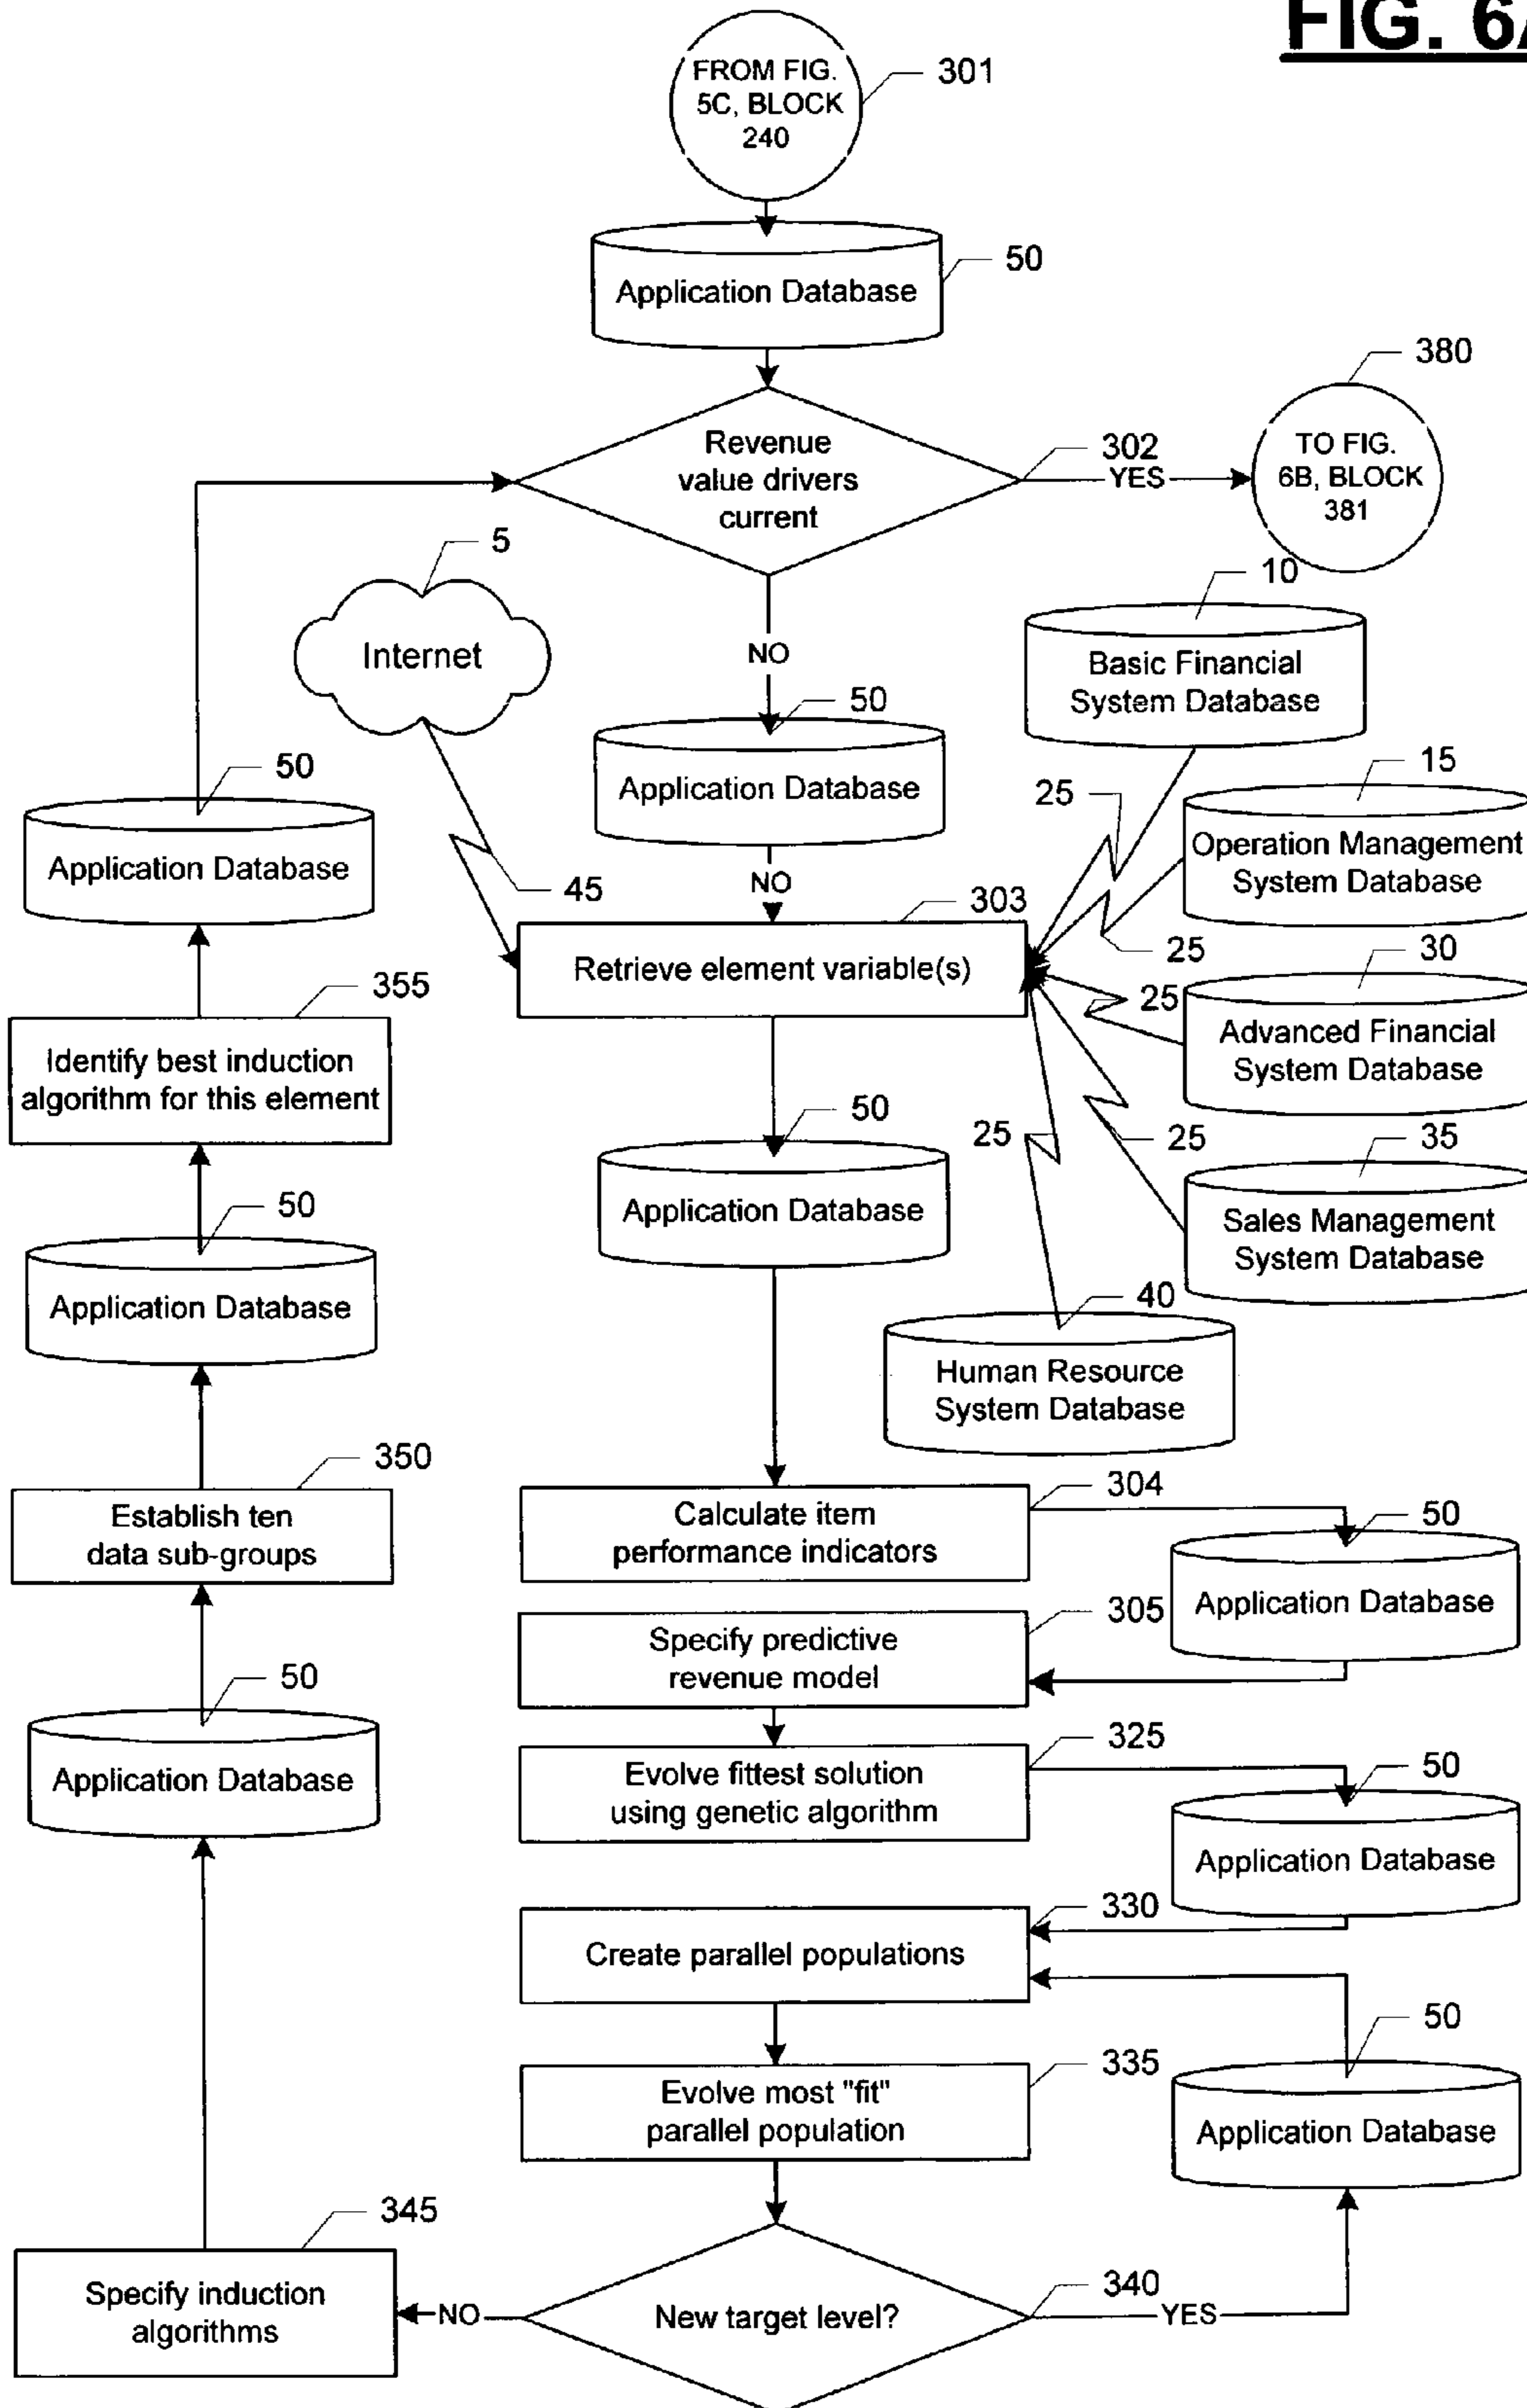 FIG. 6A
FROM FIG.
5C, BLOCK
240
301
Application Database
50
Revenue
value drivers
current
302
YES
TO FIG.
6B, BLOCK
381
380
NO
Internet
5
45
50
Application Database
NO
10
Basic Financial
System Database
25
15
Operation Management
System Database
25
30
Advanced Financial
System Database
25
35
Sales Management
System Database
25
40
Human Resource
System Database
25
303
Retrieve element variable(s)
50
Application Database
304
Calculate item
performance indicators
50
Application Database
305
Specify predictive
revenue model
325
Evolve fittest solution
using genetic algorithm
50
Application Database
330
Create parallel populations
335
Evolve most "fit"
parallel population
50
Application Database
340
New target level?
YES
NO
345
Specify induction
algorithms
50
Application Database
350
Establish ten
data sub-groups
50
Application Database
355
Identify best induction
algorithm for this element
50
Application Database